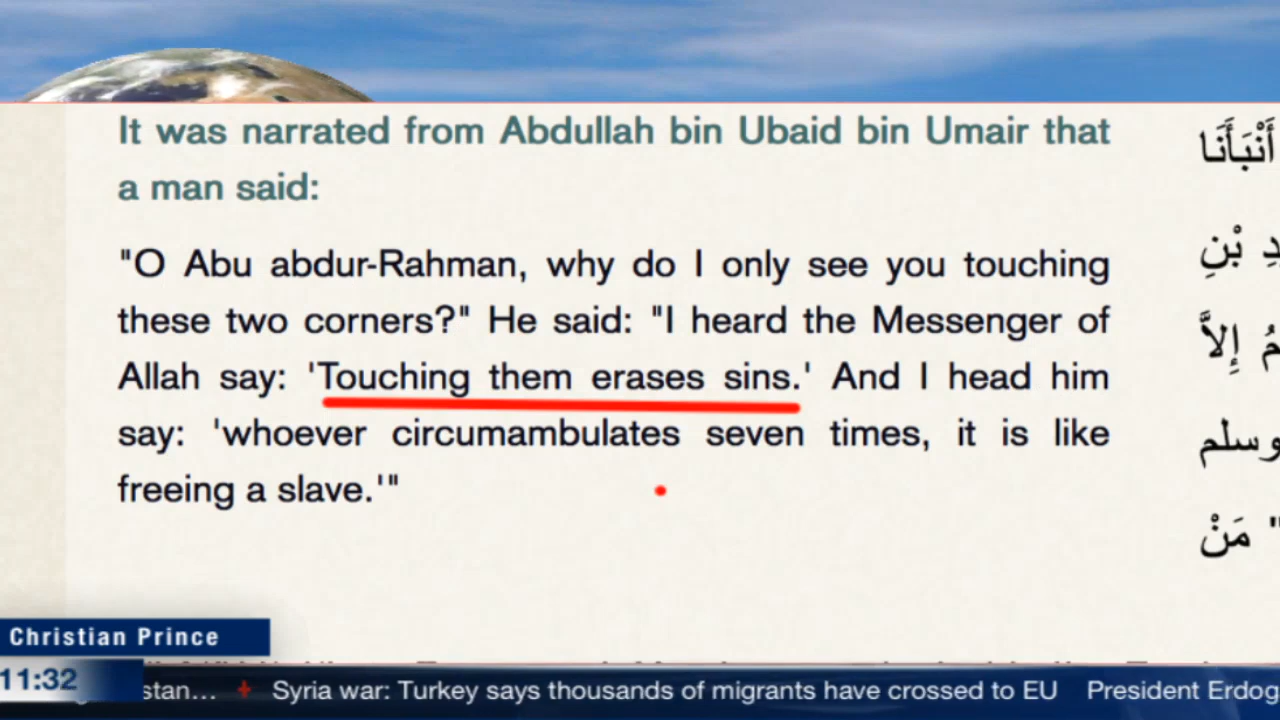 It was narrated from Abdullah bin Ubaid bin Umair that
a man said:
"O Abu abdur-Rahman, why do I only see you touching
these two corners?" He said: "I heard the Messenger of
Allah say: 'Touching them erases sins.' And I head him
say: 'whoever circumambulates seven times, it is like
freeing a slave.'"
أَنْبَأَنَا
دِ بْنِ
مُ إِلاَّ
وسلم
" مَنْ
Christian Prince
11:32
stan... Syria war: Turkey says thousands of migrants have crossed to EU President Erdog